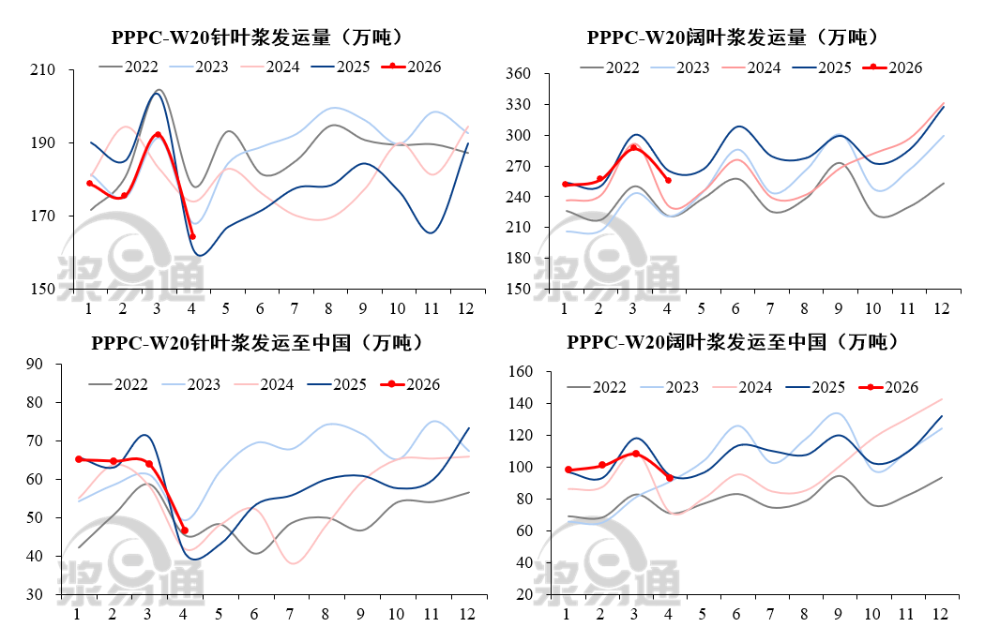 PPPC-W20针叶浆发运量（万吨）
2022 2023 2024 2025 2026
210
190
170
150
1 2 3 4 5 6 7 8 9 10 11 12
浆易通
PPPC-W20阔叶浆发运量（万吨）
2022 2023 2024 2025 2026
360
330
300
270
240
210
180
150
1 2 3 4 5 6 7 8 9 10 11 12
浆易通
PPPC-W20针叶浆发运至中国（万吨）
2022 2023 2024 2025 2026
90
80
70
60
50
40
30
1 2 3 4 5 6 7 8 9 10 11 12
浆易通
PPPC-W20阔叶浆发运至中国（万吨）
2022 2023 2024 2025 2026
160
140
120
100
80
60
40
20
1 2 3 4 5 6 7 8 9 10 11 12
浆易通